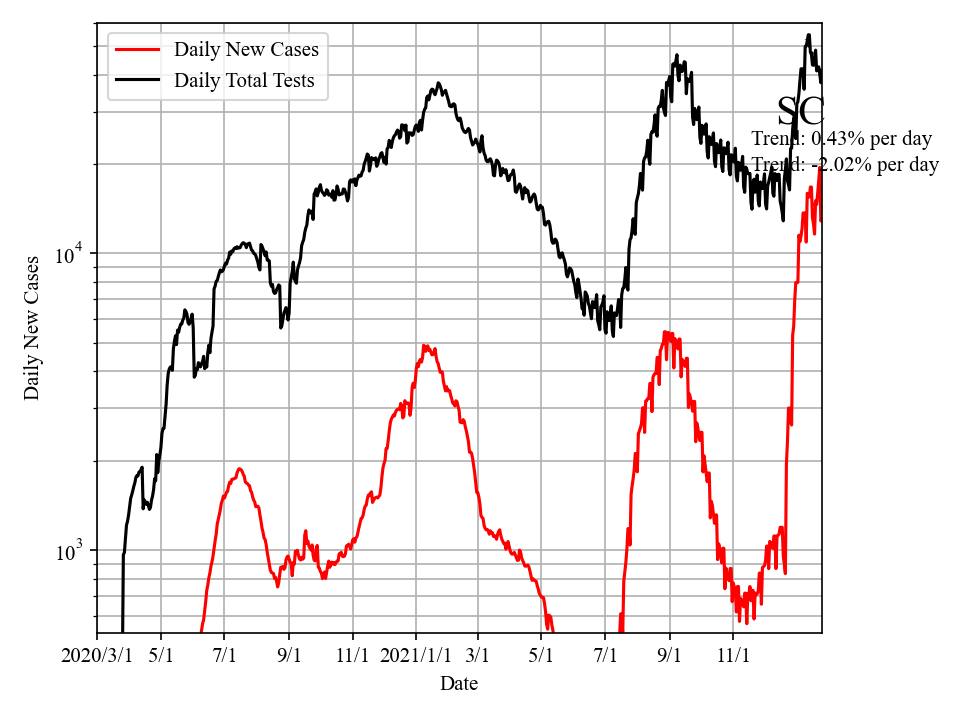 Daily New Cases
Daily Total Tests
SC
Trend: 0.43% per day
Trend: -2.02% per day
10^4
10^3
Daily New Cases
2020/3/1 5/1 7/1 9/1 11/1 2021/1/1 3/1 5/1 7/1 9/1 11/1
Date